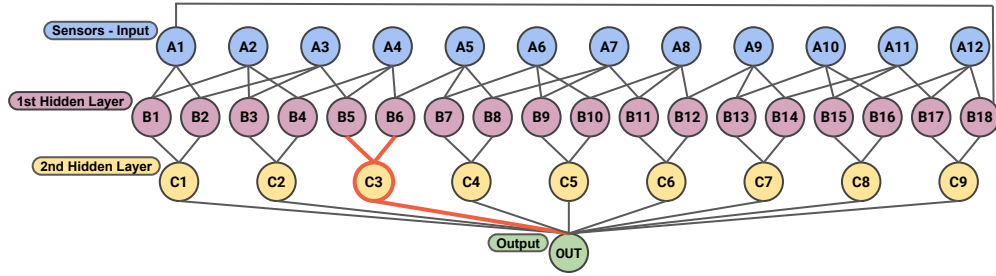 Sensors - Input
A1 A2 A3 A4 A5 A6 A7 A8 A9 A10 A11 A12
1st Hidden Layer
B1 B2 B3 B4 B5 B6 B7 B8 B9 B10 B11 B12 B13 B14 B15 B16 B17 B18
2nd Hidden Layer
C1 C2 C3 C4 C5 C6 C7 C8 C9
Output
OUT